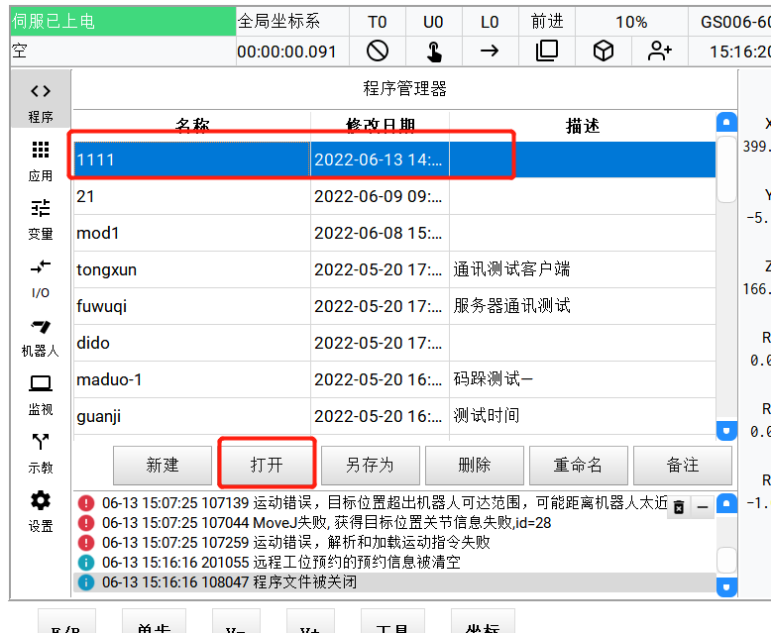 伺服已上电 全局坐标系 T0 U0 L0 前进 10% GS006-60
空 00:00:00.091 15:16:20
程序
应用
变量
I/O
机器人
监视
示教
设置
程序管理器
名称 修改日期 描述
1111 2022-06-13 14:...
21 2022-06-09 09:...
mod1 2022-06-08 15:...
tongxun 2022-05-20 17:... 通讯测试客户端
fuwuqi 2022-05-20 17:... 服务器通讯测试
dido 2022-05-20 17:...
maduo-1 2022-05-20 16:... 码跺测试一
guanji 2022-05-20 16:... 测试时间
新建 打开 另存为 删除 重命名 备注
06-13 15:07:25 107139 运动错误，目标位置超出机器人可达范围，可能距离机器人太近
06-13 15:07:25 107044 MoveJ失败, 获得目标位置关节信息失败,id=28
06-13 15:07:25 107259 运动错误，解析和加载运动指令失败
06-13 15:16:16 201055 远程工位预约的预约信息被清空
06-13 15:16:16 108047 程序文件被关闭
X
399.
Y
-5.
Z
166.
R
0.0
R
0.0
R
-1.
单步 V- V+ 工具 坐标